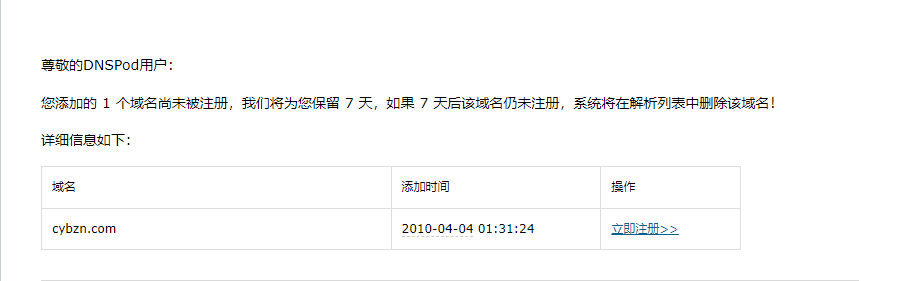 尊敬的DNSPod用户：
您添加的 1 个域名尚未被注册，我们将为您保留 7 天，如果 7 天后该域名仍未注册，系统将在解析列表中删除该域名！
详细信息如下：
域名 添加时间 操作
cybzn.com 2010-04-04 01:31:24 立即注册>>